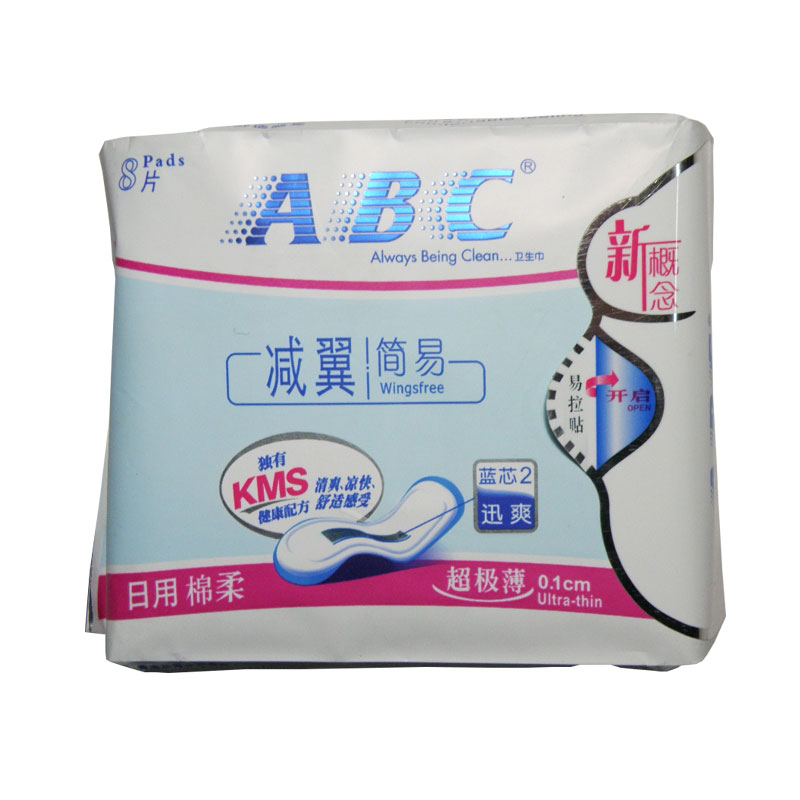 8 Pads
片
ABC®
Always Being Clean...卫生巾
新概念
减翼 简易
Wingsfree
易拉贴
开启
OPEN
独有
KMS
健康配方
清爽、凉快、
舒适感受
蓝芯2
迅爽
日用 棉柔
超极薄 0.1cm
Ultra-thin